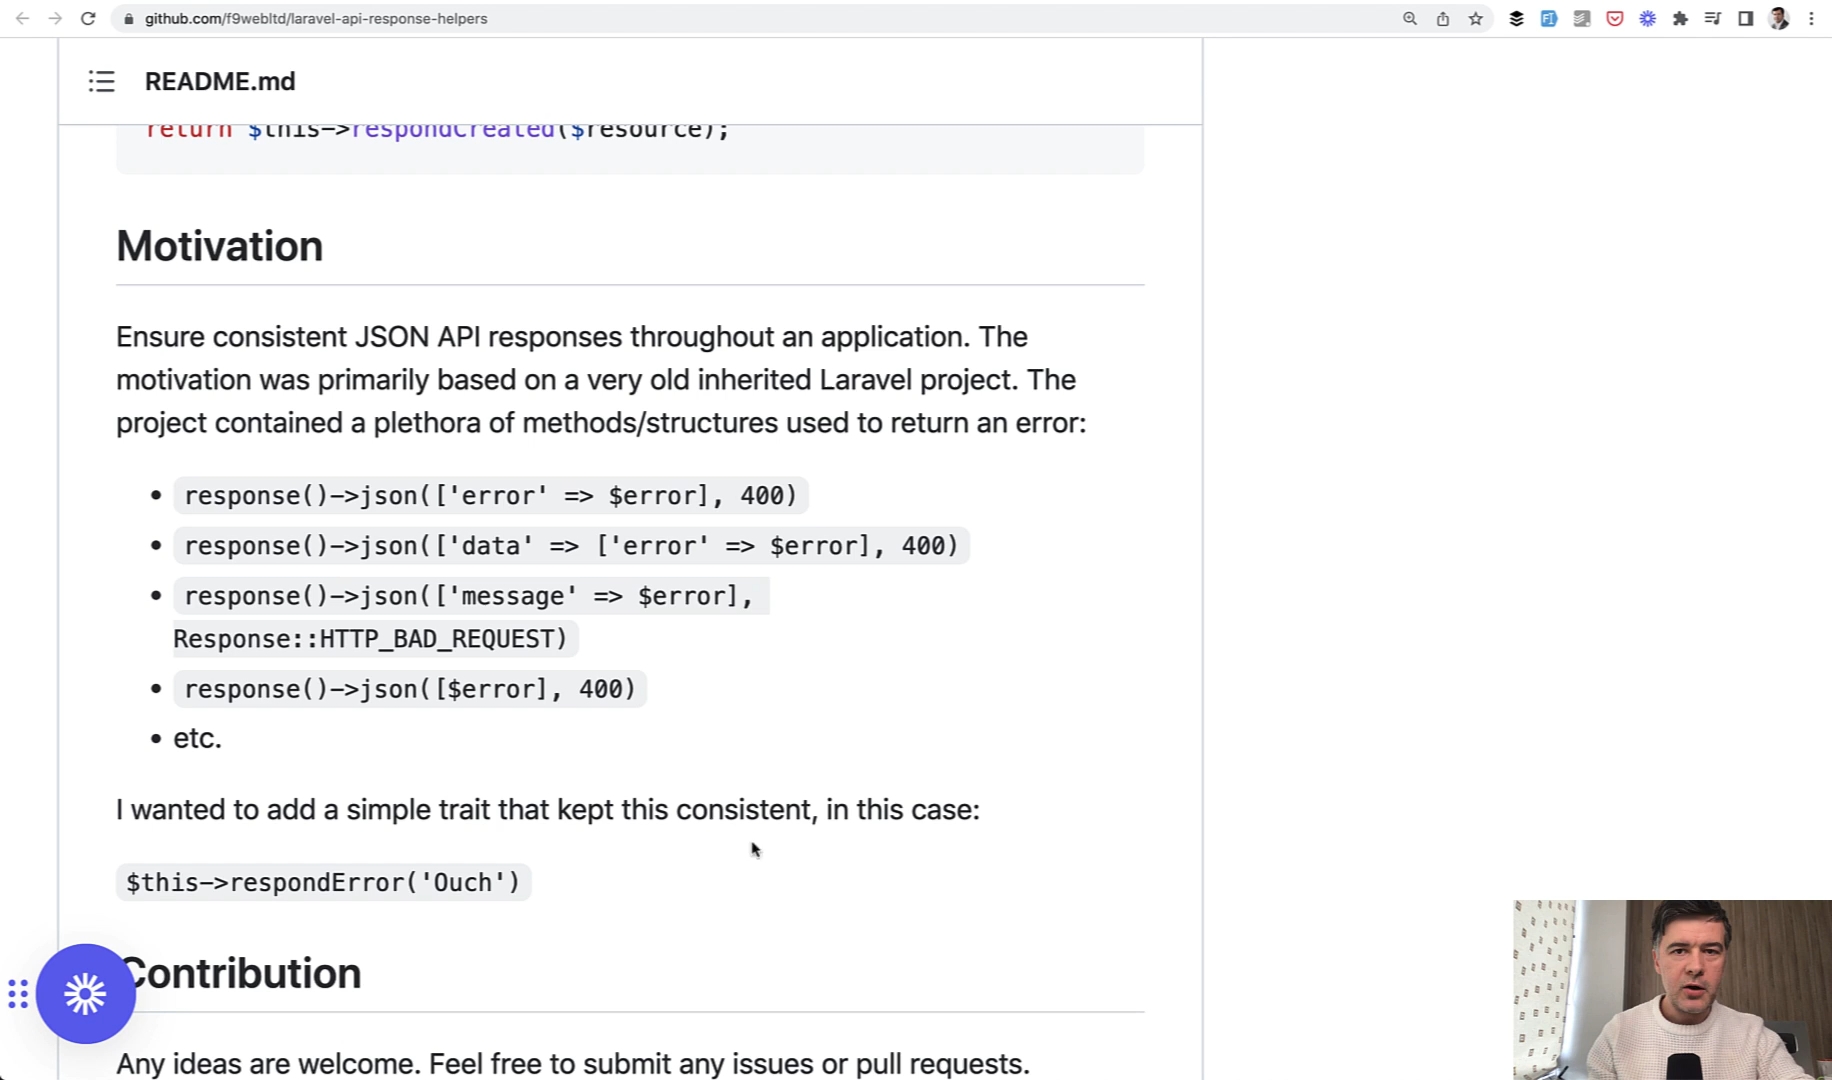 github.com/f9webltd/laravel-api-response-helpers
README.md
return $this->respondCreated($resource);
Motivation
Ensure consistent JSON API responses throughout an application. The
motivation was primarily based on a very old inherited Laravel project. The
project contained a plethora of methods/structures used to return an error:
• response()->json(['error' => $error], 400)
• response()->json(['data' => ['error' => $error], 400)
• response()->json(['message' => $error],
Response::HTTP_BAD_REQUEST)
• response()->json([$error], 400)
• etc.
I wanted to add a simple trait that kept this consistent, in this case:
$this->respondError('Ouch')
Contribution
Any ideas are welcome. Feel free to submit any issues or pull requests.